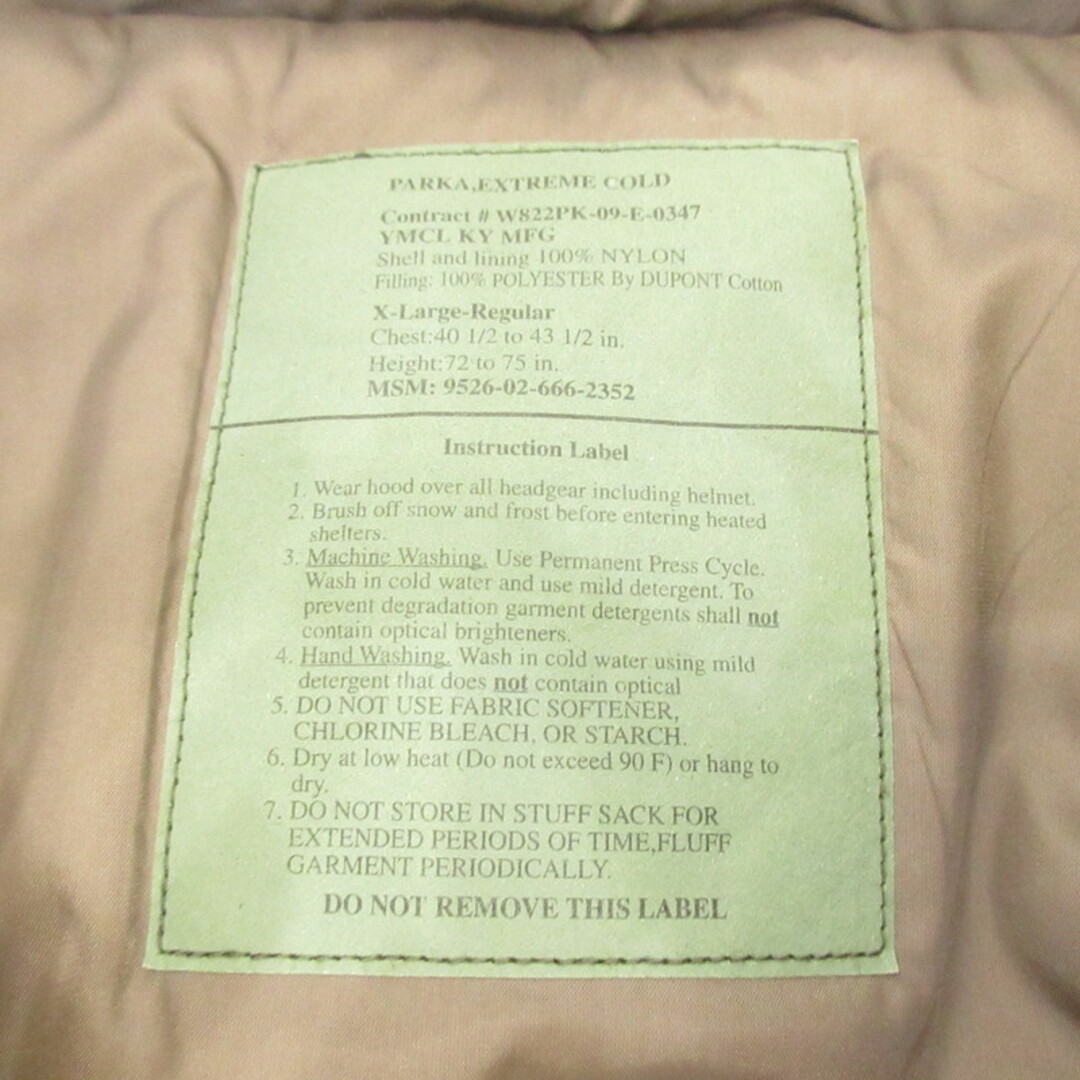 PARKA,EXTREME COLD
Contract # W822PK-09-E-0347
YMCL KY MFG
Shell and lining 100% NYLON
Filling: 100% POLYESTER By DUPONT Cotton
X-Large-Regular
Chest:40 1/2 to 43 1/2 in.
Height:72 to 75 in.
MSM: 9526-02-666-2352
Instruction Label
1. Wear hood over all headgear including helmet.
2. Brush off snow and frost before entering heated
shelters.
3. Machine Washing. Use Permanent Press Cycle.
Wash in cold water and use mild detergent. To
prevent degradation garment detergents shall not
contain optical brighteners.
4. Hand Washing. Wash in cold water using mild
detergent that does not contain optical
5. DO NOT USE FABRIC SOFTENER,
CHLORINE BLEACH, OR STARCH.
6. Dry at low heat (Do not exceed 90 F) or hang to
dry.
7. DO NOT STORE IN STUFF SACK FOR
EXTENDED PERIODS OF TIME,FLUFF
GARMENT PERIODICALLY.
DO NOT REMOVE THIS LABEL